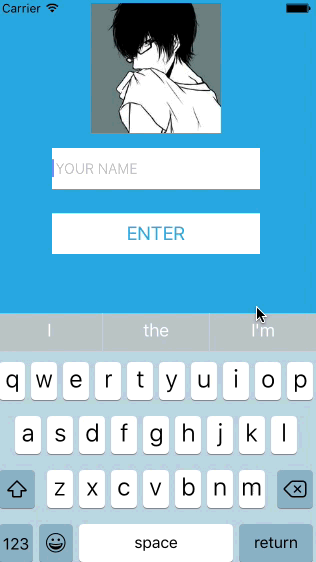 Carrier
YOUR NAME
ENTER
I the I'm
q w e r t y u i o p
a s d f g h j k l
z x c v b n m
123 space return